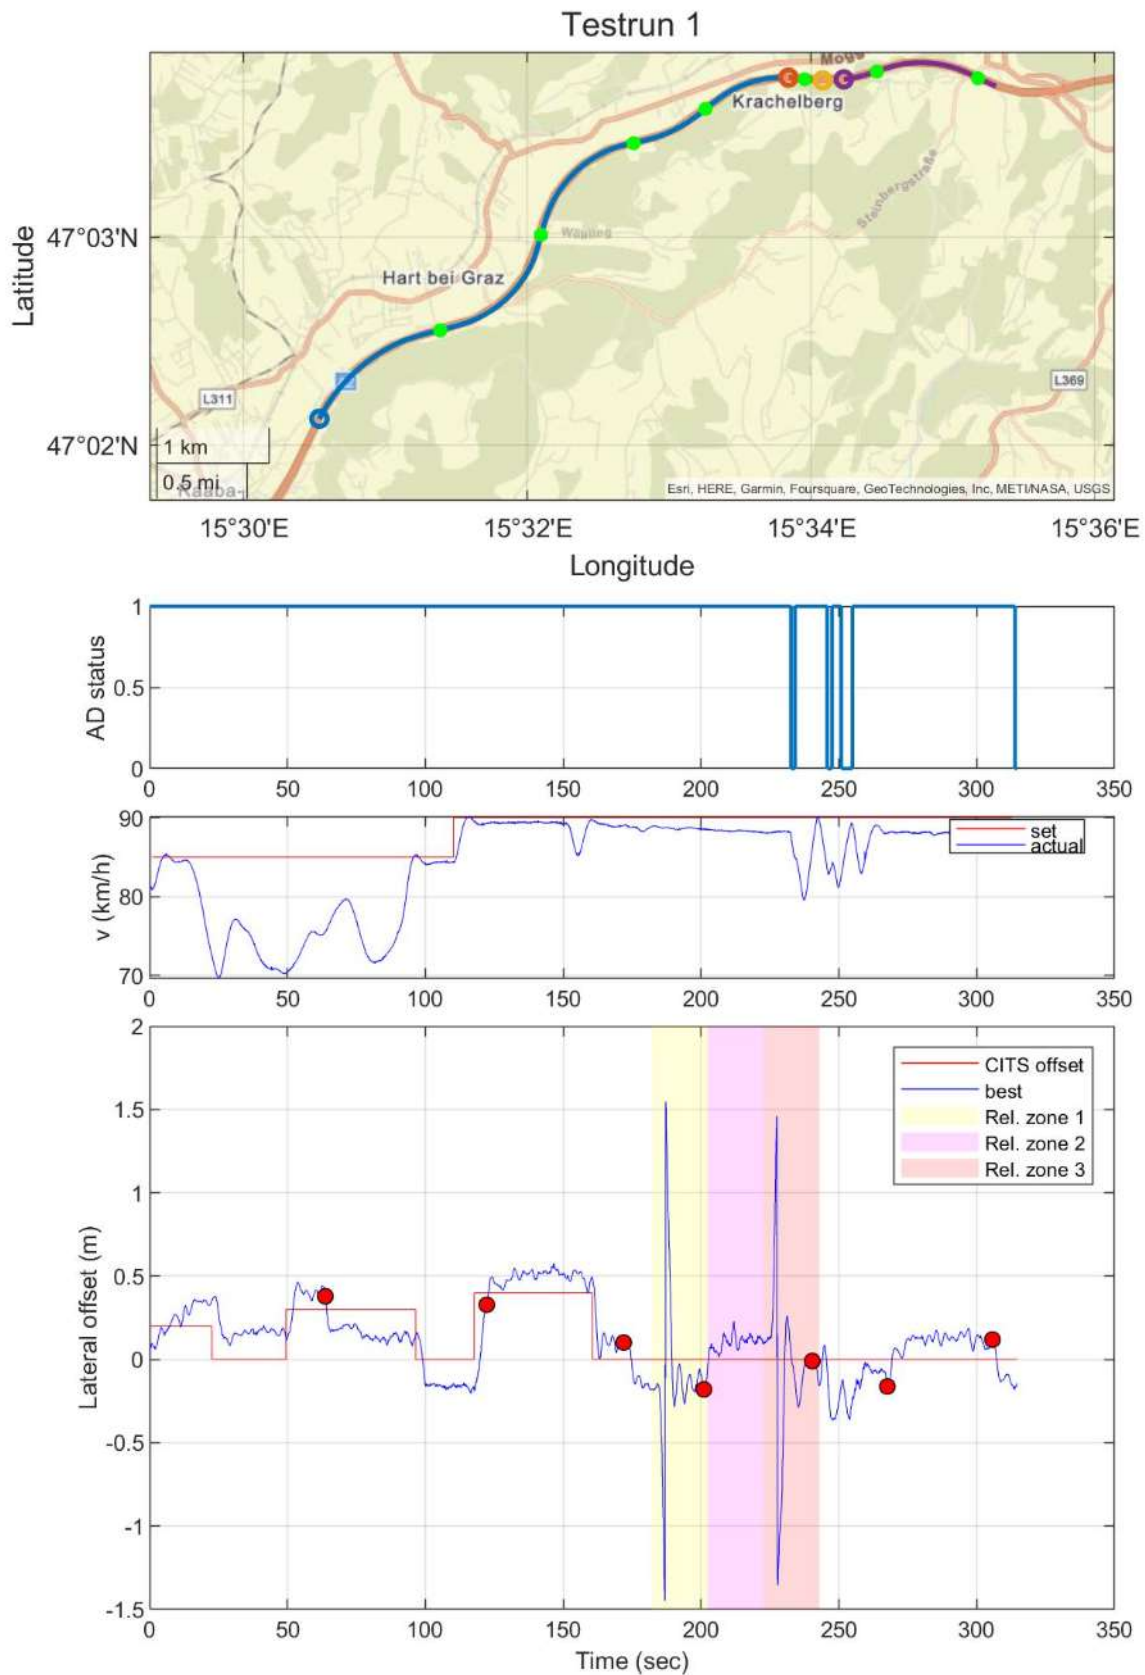 Testrun 1
Mogg
Krachelberg
Steinbergstraße
47°03'N
Hart bei Graz
Latitude
L311
L369
47°02'N
1 km
0.5 mi
Raaba-
Esri, HERE, Garmin, Foursquare, GeoTechnologies, Inc, METI/NASA, USGS
15°30'E 15°32'E 15°34'E 15°36'E
Longitude
1
0.5
0
AD status
0 50 100 150 200 250 300 350
90
80
70
v (km/h)
set
actual
0 50 100 150 200 250 300 350
2
1.5
1
0.5
0
-0.5
-1
-1.5
Lateral offset (m)
CITS offset
best
Rel. zone 1
Rel. zone 2
Rel. zone 3
0 50 100 150 200 250 300 350
Time (sec)